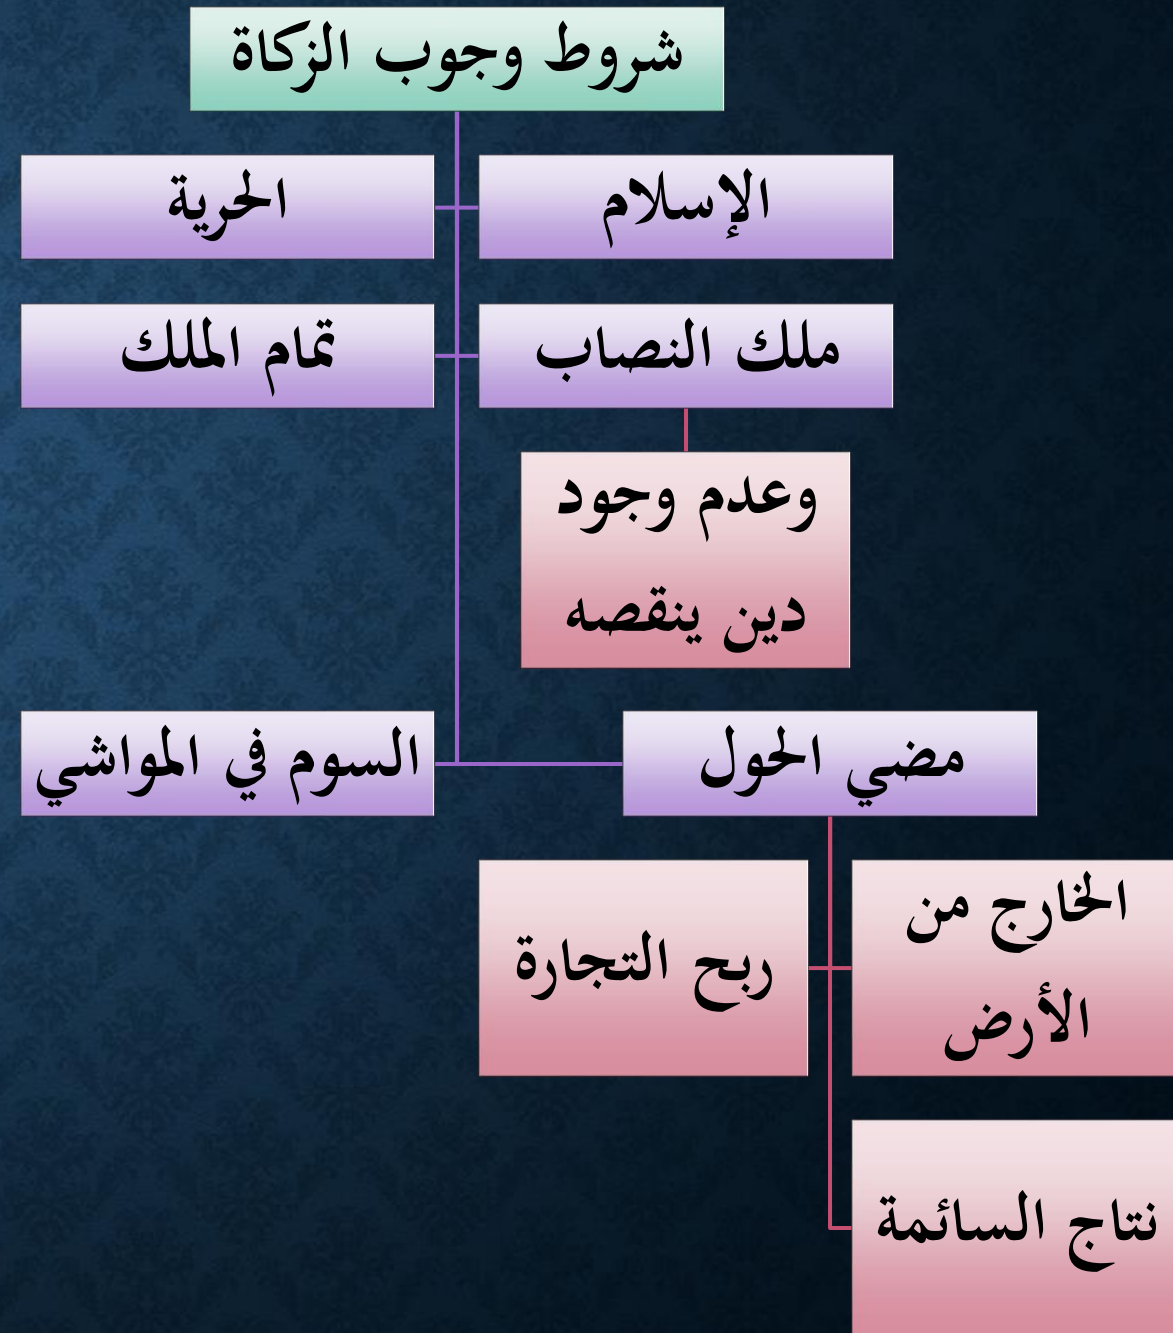 شروط وجوب الزكاة
الإسلام
الحرية
ملك النصاب
تمام الملك
وعدم وجود
دين ينقصه
مضي الحول
السوم في المواشي
الخارج من
الأرض
ربح التجارة
نتاج السائمة